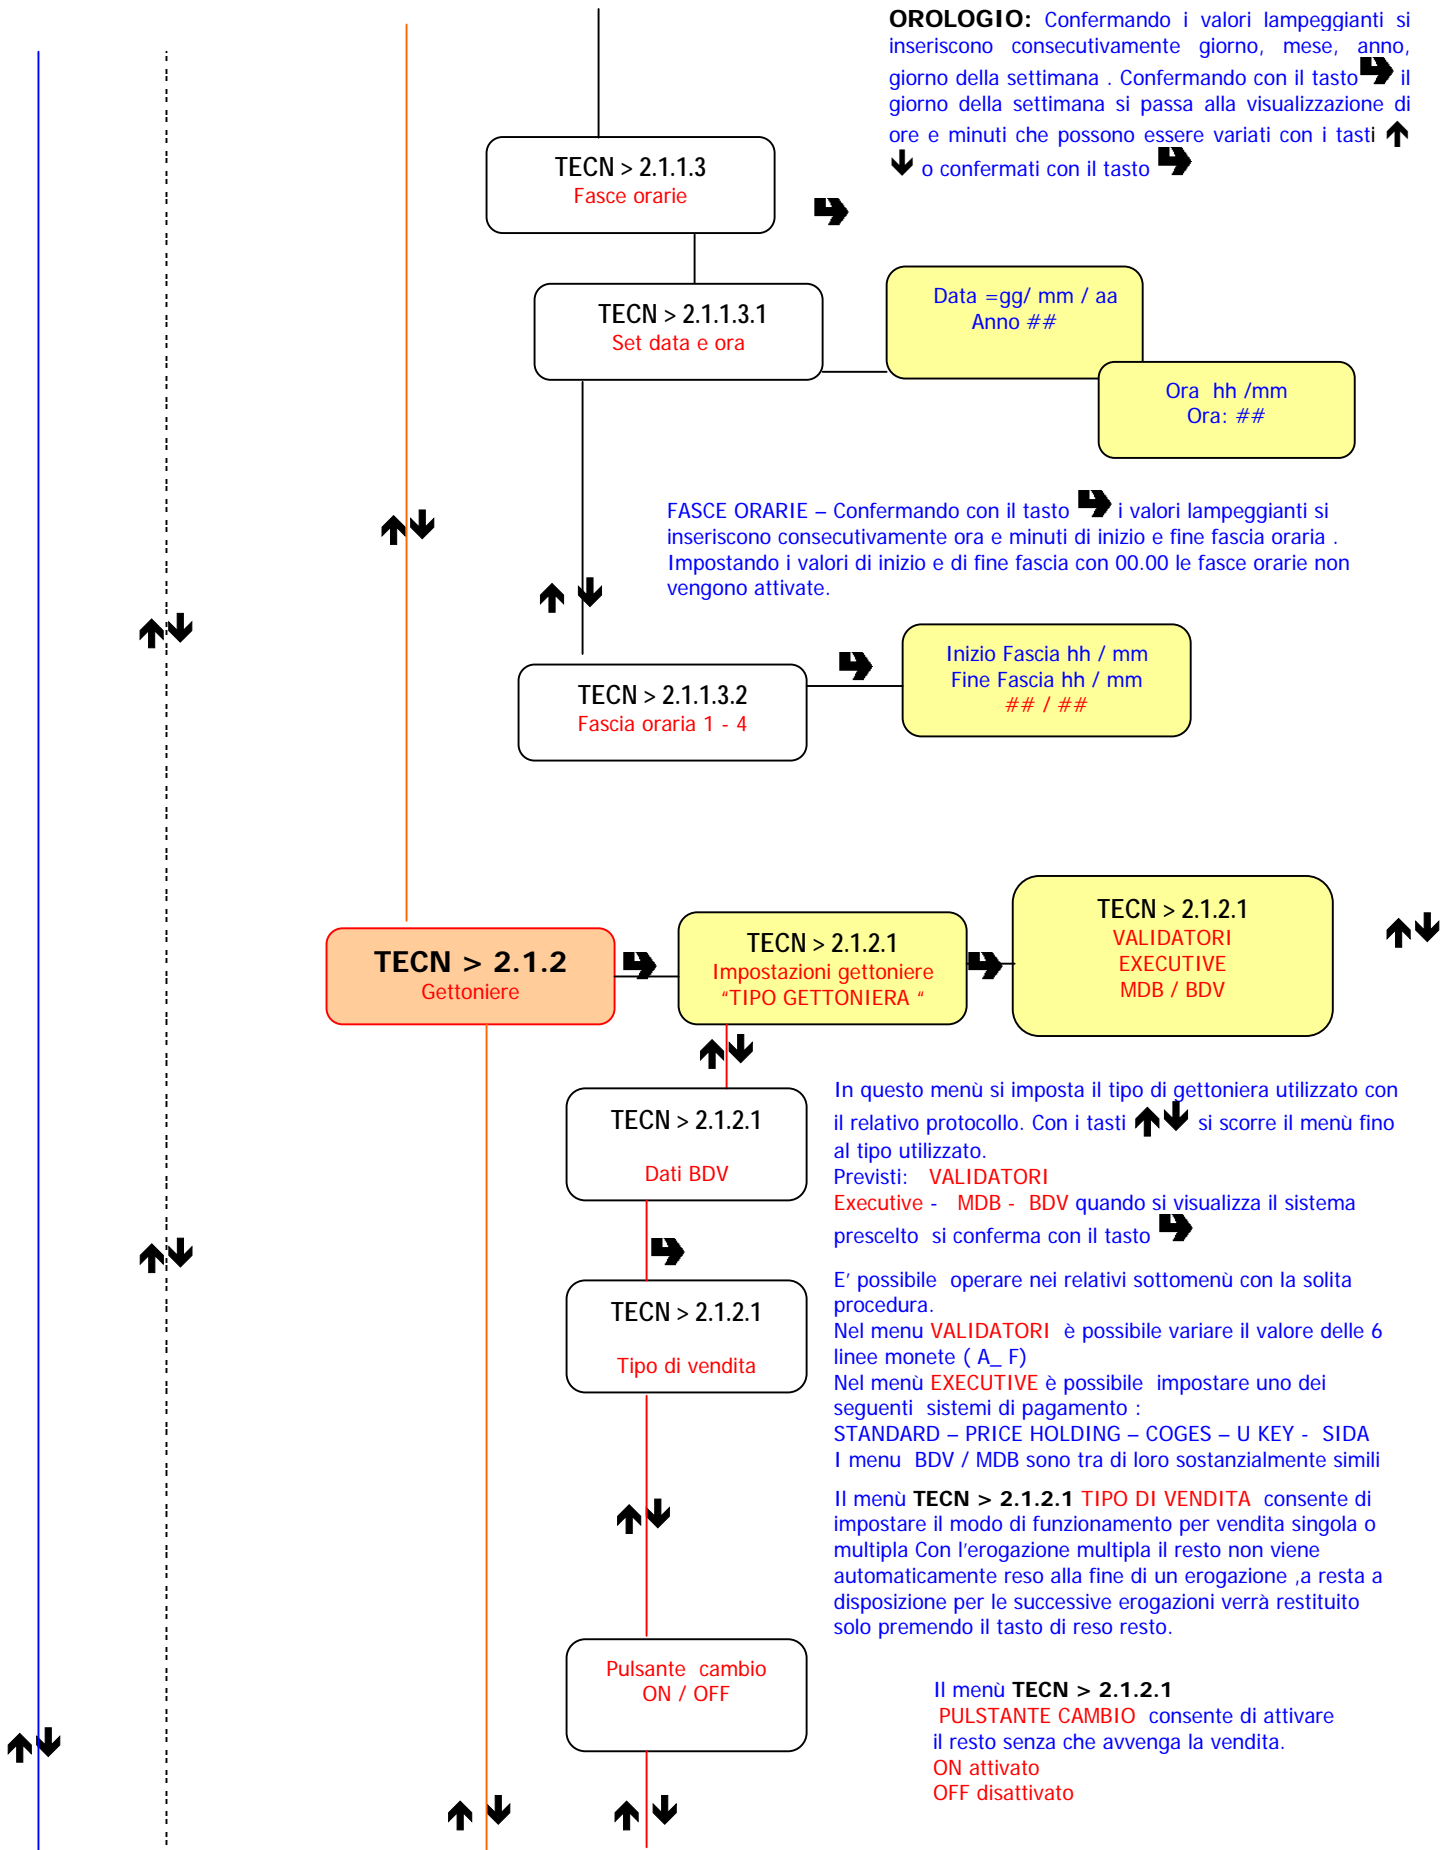 OROLOGIO: Confermando i valori lampeggianti si
inseriscono consecutivamente giorno, mese, anno,
giorno della settimana . Confermando con il tasto il
giorno della settimana si passa alla visualizzazione di
ore e minuti che possono essere variati con i tasti
o confermati con il tasto
TECN > 2.1.1.3
Fasce orarie
TECN > 2.1.1.3.1
Set data e ora
Data =gg/ mm / aa
Anno ##
Ora hh /mm
Ora: ##
FASCE ORARIE – Confermando con il tasto i valori lampeggianti si
inseriscono consecutivamente ora e minuti di inizio e fine fascia oraria .
Impostando i valori di inizio e di fine fascia con 00.00 le fasce orarie non
vengono attivate.
TECN > 2.1.1.3.2
Fascia oraria 1 - 4
Inizio Fascia hh / mm
Fine Fascia hh / mm
## / ##
TECN > 2.1.2
Gettoniere
TECN > 2.1.2.1
Impostazioni gettoniere
“TIPO GETTONIERA “
TECN > 2.1.2.1
VALIDATORI
EXECUTIVE
MDB / BDV
TECN > 2.1.2.1
Dati BDV
In questo menù si imposta il tipo di gettoniera utilizzato con
il relativo protocollo. Con i tasti si scorre il menù fino
al tipo utilizzato.
Previsti: VALIDATORI
Executive - MDB - BDV quando si visualizza il sistema
prescelto si conferma con il tasto
TECN > 2.1.2.1
Tipo di vendita
E’ possibile operare nei relativi sottomenù con la solita
procedura.
Nel menu VALIDATORI è possibile variare il valore delle 6
linee monete ( A_ F)
Nel menù EXECUTIVE è possibile impostare uno dei
seguenti sistemi di pagamento :
STANDARD – PRICE HOLDING – COGES – U KEY - SIDA
I menu BDV / MDB sono tra di loro sostanzialmente simili
Il menù TECN > 2.1.2.1 TIPO DI VENDITA consente di
impostare il modo di funzionamento per vendita singola o
multipla Con l’erogazione multipla il resto non viene
automaticamente reso alla fine di un erogazione ,a resta a
disposizione per le successive erogazioni verrà restituito
solo premendo il tasto di reso resto.
Pulsante cambio
ON / OFF
Il menù TECN > 2.1.2.1
PULSTANTE CAMBIO consente di attivare
il resto senza che avvenga la vendita.
ON attivato
OFF disattivato